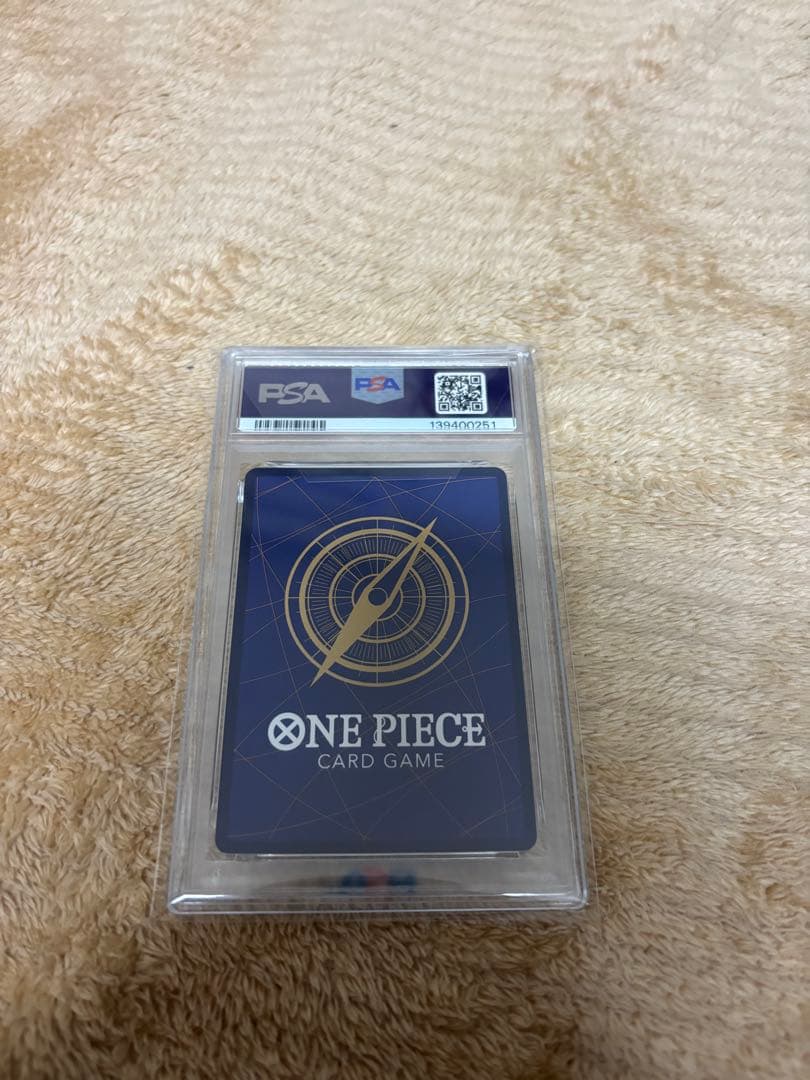 PSA
PSA
139400251
ONE PIECE
CARD GAME